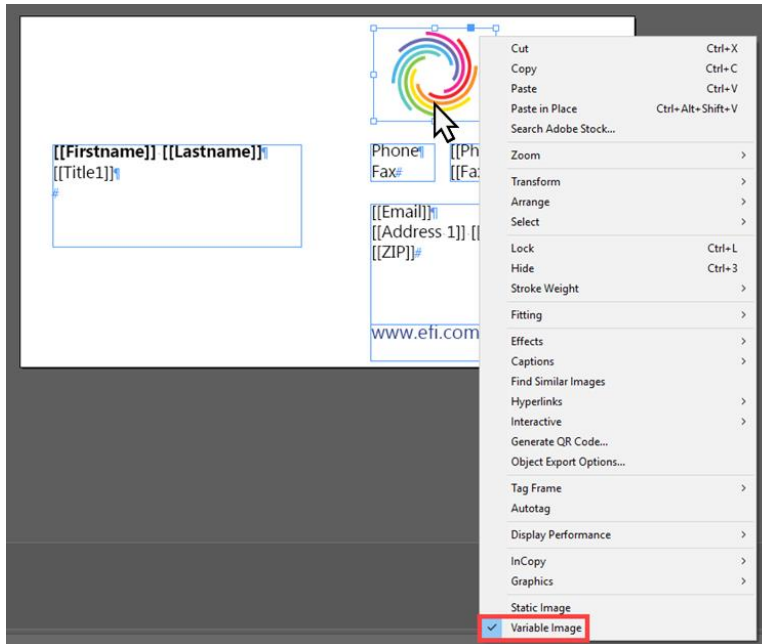 [[Firstname]] [[Lastname]]¶
[[Title1]]¶
#
Phone¶
Fax#
[[Ph
[[Fa
[[Email]]¶
[[Address 1]] [[
[[ZIP]]#
www.efi.com
Cut Ctrl+X
Copy Ctrl+C
Paste Ctrl+V
Paste in Place Ctrl+Alt+Shift+V
Search Adobe Stock...
Zoom
Transform
Arrange
Select
Lock Ctrl+L
Hide Ctrl+3
Stroke Weight
Fitting
Effects
Captions
Find Similar Images
Hyperlinks
Interactive
Generate QR Code...
Object Export Options...
Tag Frame
Autotag
Display Performance
InCopy
Graphics
Static Image
Variable Image